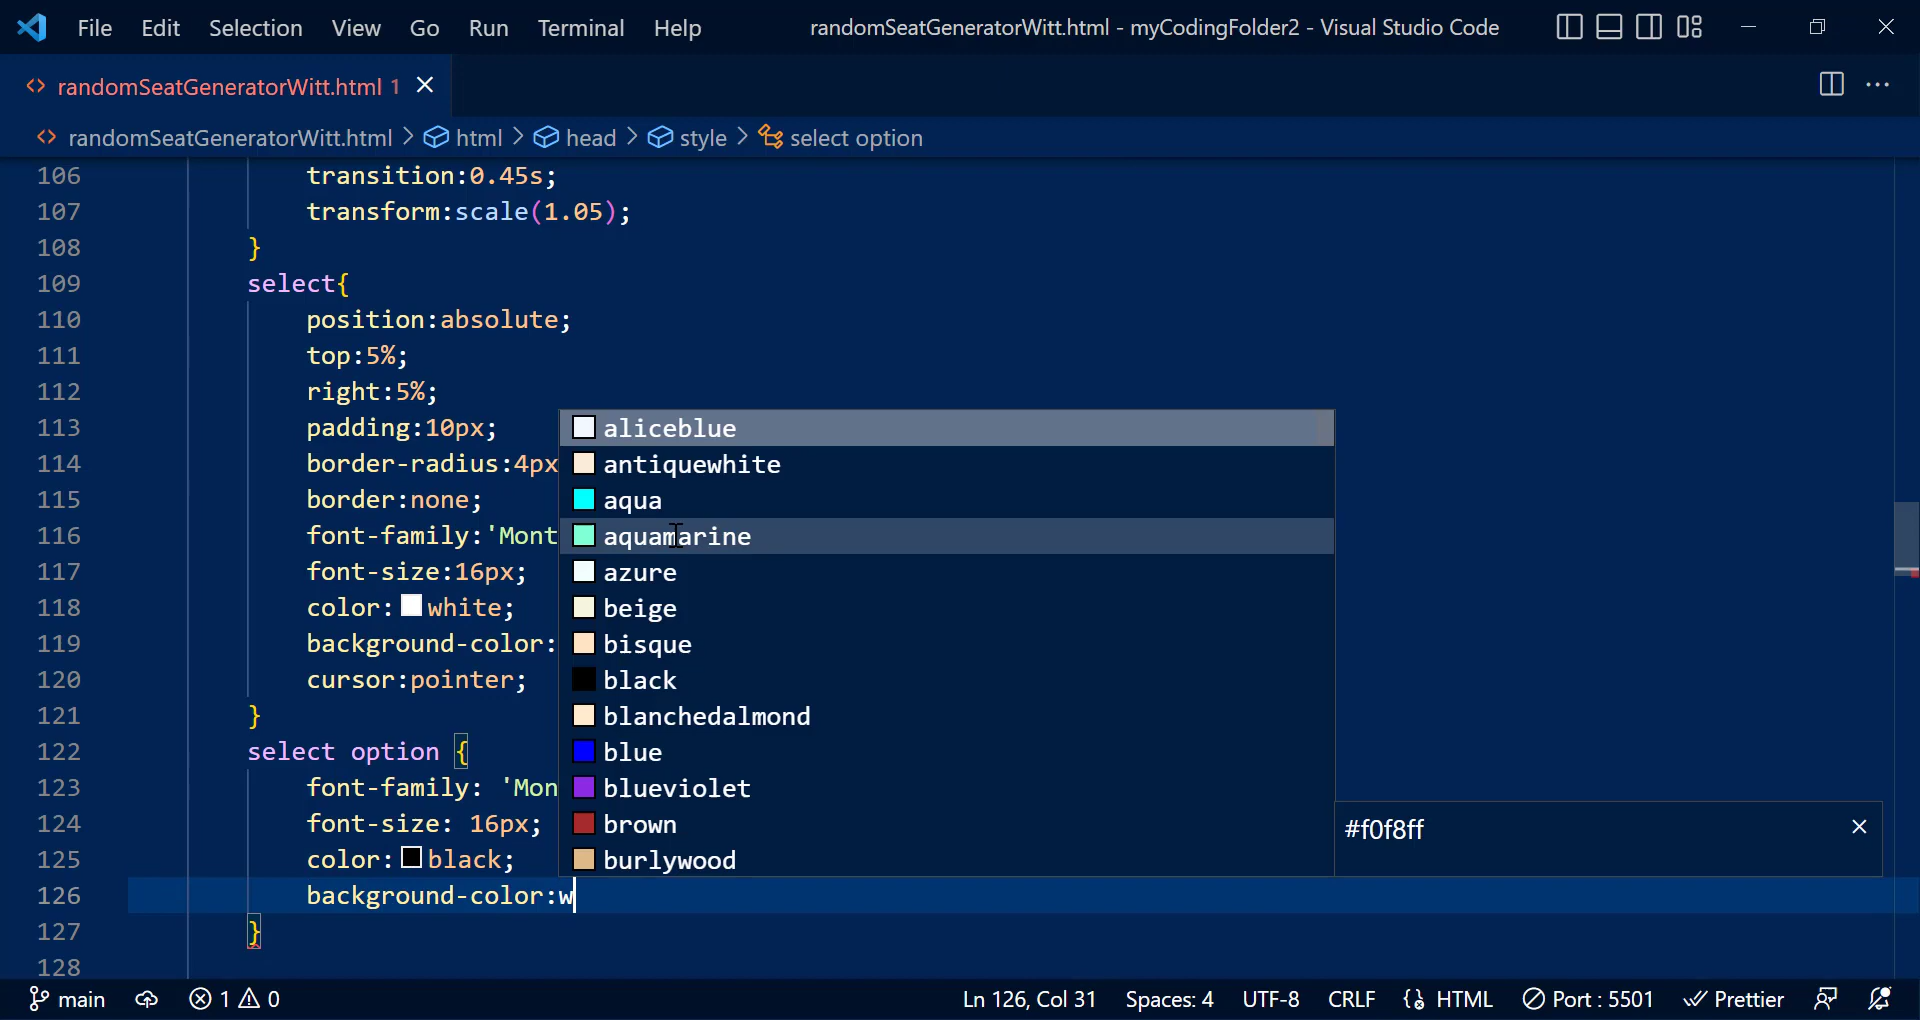 File Edit Selection View Go Run Terminal Help randomSeatGeneratorWitt.html - myCodingFolder2 - Visual Studio Code
<> randomSeatGeneratorWitt.html 1
<> randomSeatGeneratorWitt.html > html > head > style > select option
106 transition:0.45s;
107 transform:scale(1.05);
108 }
109 select{
110 position:absolute;
111 top:5%;
112 right:5%;
113 padding:10px;
114 border-radius:4px
115 border:none;
116 font-family:'Mont
117 font-size:16px;
118 color:white;
119 background-color:
120 cursor:pointer;
121 }
122 select option {
123 font-family: 'Mon
124 font-size: 16px;
125 color:black;
126 background-color:w
127 }
128
aliceblue
antiquewhite
aqua
aquamarine
azure
beige
bisque
black
blanchedalmond
blue
blueviolet
brown
burlywood
#f0f8ff
main 1 0 Ln 126, Col 31 Spaces: 4 UTF-8 CRLF HTML Port : 5501 Prettier